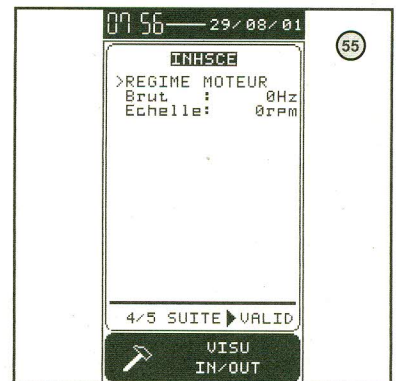 07 56 29/08/01
55
INHSCE
>REGIME MOTEUR
Brut : 0Hz
Echelle: 0rpm
4/5 SUITE▶VALID
VISU
IN/OUT